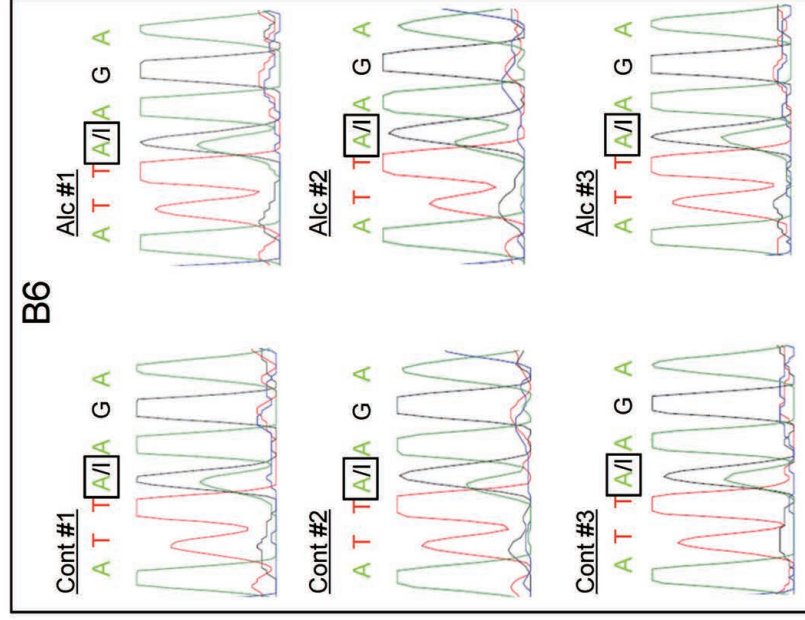 B6
Cont #1
A T T A/I A G A
Alc #1
A T T A/I A G A
Cont #2
A T T A/I A G A
Alc #2
A T T A/I A G A
Cont #3
A T T A/I A G A
Alc #3
A T T A/I A G A